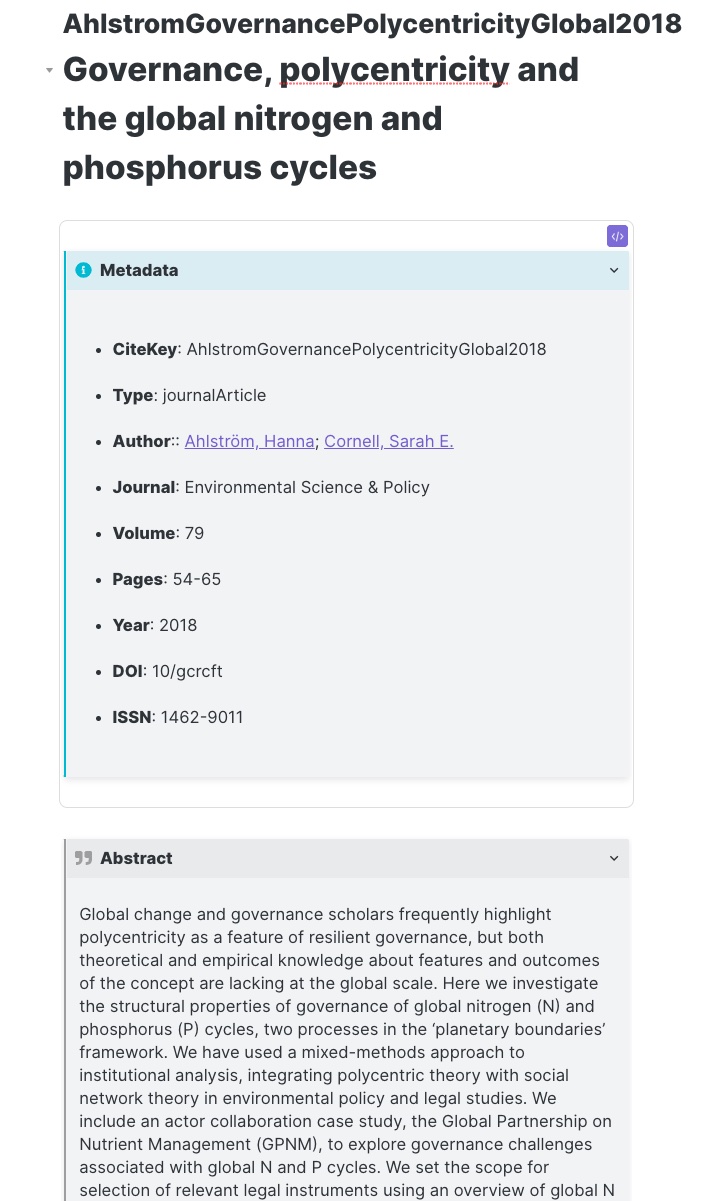 AhlstromGovernancePolycentricityGlobal2018
Governance, polycentricity and
the global nitrogen and
phosphorus cycles
</>
Metadata
• CiteKey: AhlstromGovernancePolycentricityGlobal2018
• Type: journalArticle
• Author:: Ahlström, Hanna; Cornell, Sarah E.
• Journal: Environmental Science & Policy
• Volume: 79
• Pages: 54-65
• Year: 2018
• DOI: 10/gcrcft
• ISSN: 1462-9011
Abstract
Global change and governance scholars frequently highlight
polycentricity as a feature of resilient governance, but both
theoretical and empirical knowledge about features and outcomes
of the concept are lacking at the global scale. Here we investigate
the structural properties of governance of global nitrogen (N) and
phosphorus (P) cycles, two processes in the ‘planetary boundaries’
framework. We have used a mixed-methods approach to
institutional analysis, integrating polycentric theory with social
network theory in environmental policy and legal studies. We
include an actor collaboration case study, the Global Partnership on
Nutrient Management (GPNM), to explore governance challenges
associated with global N and P cycles. We set the scope for
selection of relevant legal instruments using an overview of global N